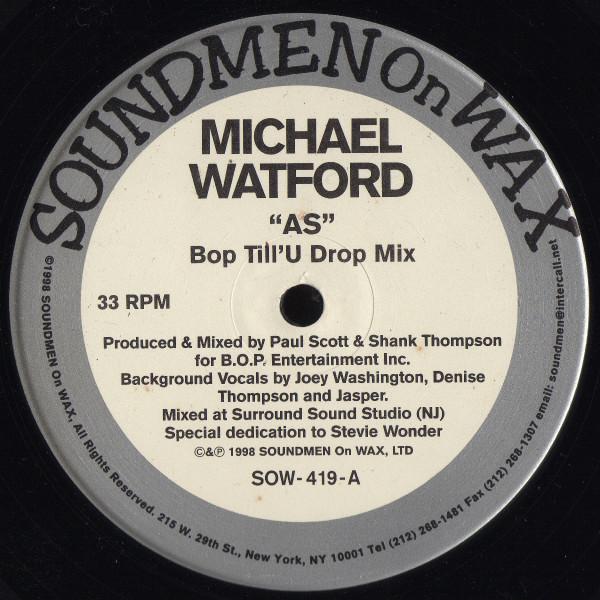 SOUNDMEN On WAX
MICHAEL
WATFORD
“AS”
Bop Till'U Drop Mix
33 RPM
Produced & Mixed by Paul Scott & Shank Thompson
for B.O.P. Entertainment Inc.
Background Vocals by Joey Washington, Denise
Thompson and Jasper.
Mixed at Surround Sound Studio (NJ)
Special dedication to Stevie Wonder
©&℗ 1998 SOUNDMEN On WAX, LTD
SOW-419-A
©1998 SOUNDMEN On WAX, All Rights Reserved. 215 W. 29th St., New York, NY 10001 Tel (212) 268-1481 Fax (212) 268-1307 email: soundmen@intercall.net